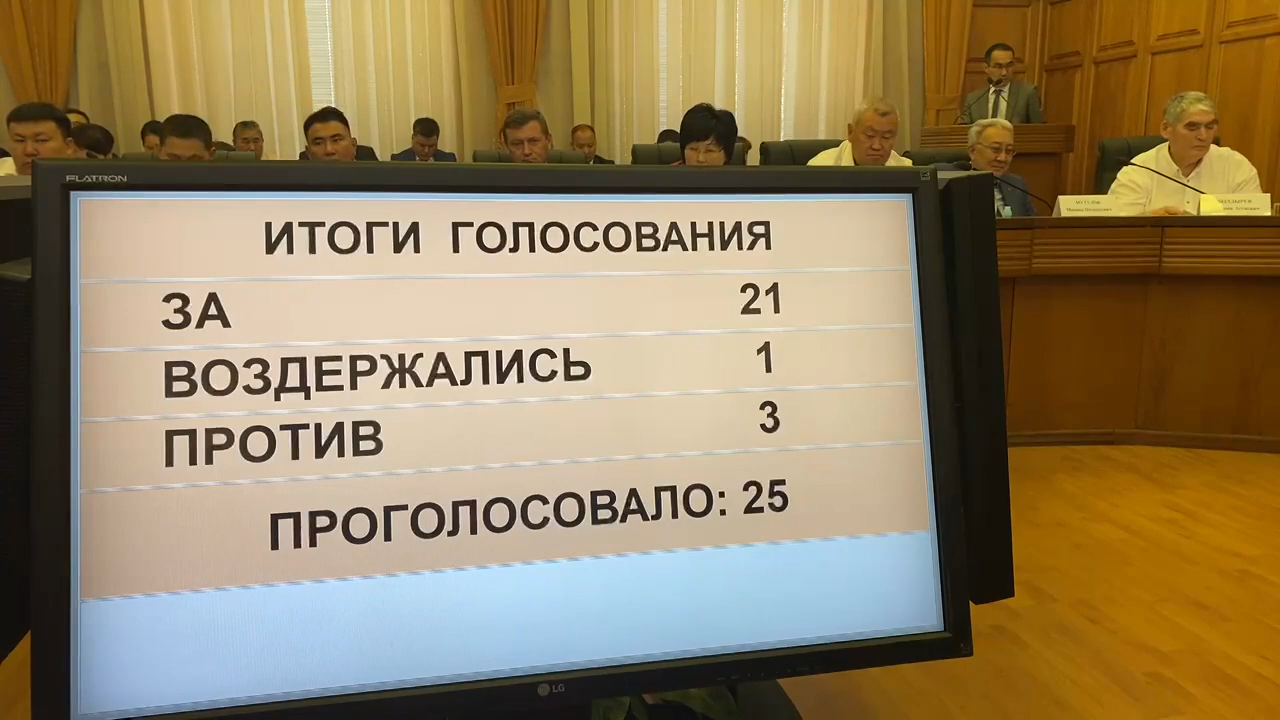 FLATRON
ИТОГИ ГОЛОСОВАНИЯ
ЗА 21
ВОЗДЕРЖАЛИСЬ 1
ПРОТИВ 3
ПРОГОЛОСОВАЛО: 25
LG